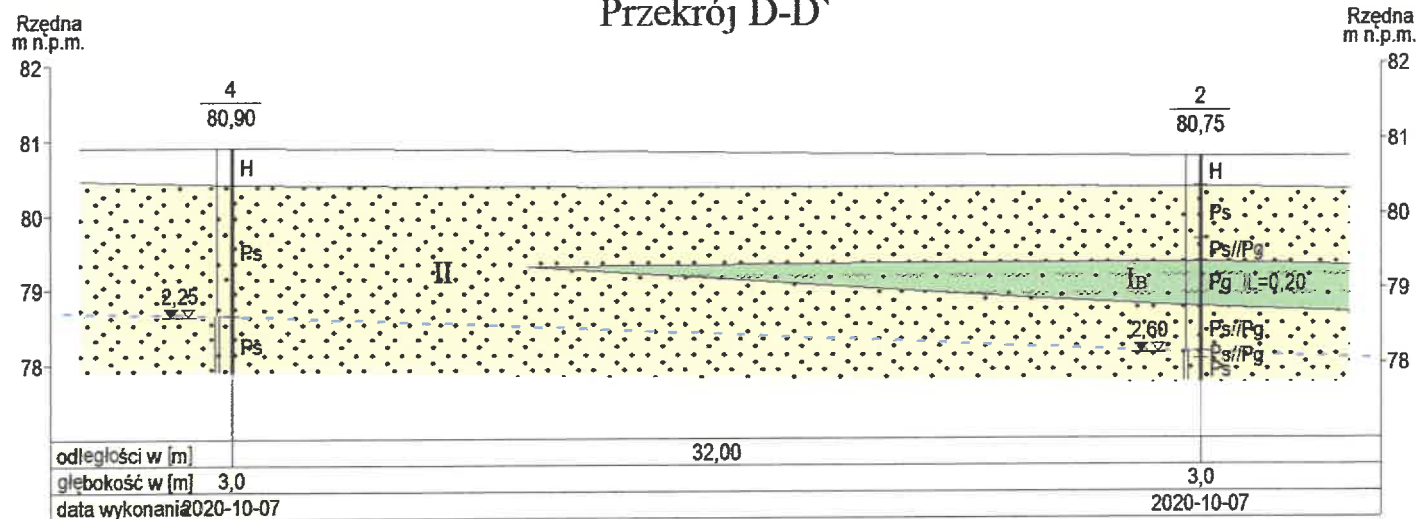 Przekrój D-D`
Rzędna
m n.p.m.
Rzędna
m n.p.m.
82
81
80
79
78
82
81
80
79
78
4
80,90
2
80,75
H
Ps
2,25
Ps
II
IB
H
Ps
Ps//Pg
Pg IL=0,20
Ps//Pg
2,60
Ps//Pg
Ps
odległości w [m] 32,00
głębokość w [m] 3,0 3,0
data wykonania 2020-10-07 2020-10-07